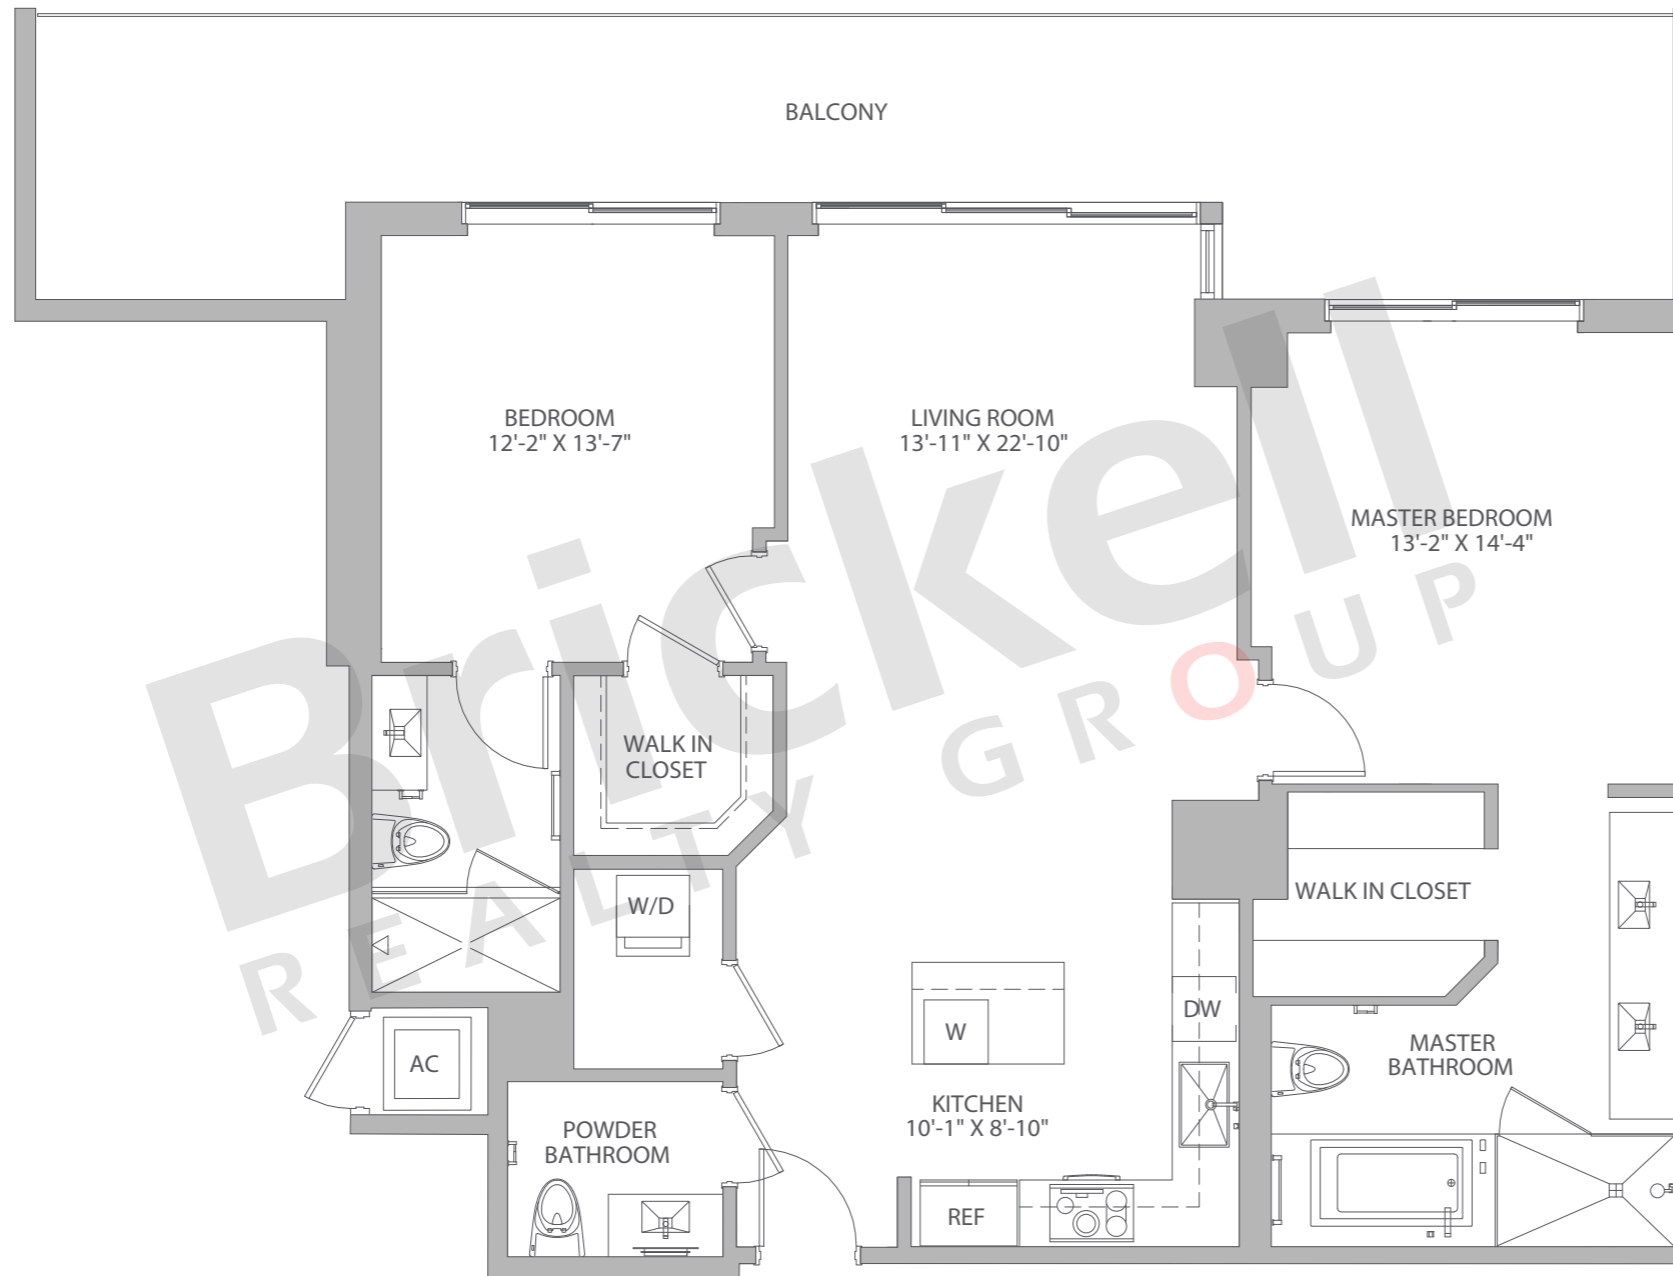 BALCONY
BEDROOM
12'-2" X 13'-7"
LIVING ROOM
13'-11" X 22'-10"
MASTER BEDROOM
13'-2" X 14'-4"
Brickell
REALTY GROUP
WALK IN
CLOSET
WALK IN CLOSET
W/D
DW
W
AC
MASTER
BATHROOM
KITCHEN
10'-1" X 8'-10"
POWDER
BATHROOM
REF